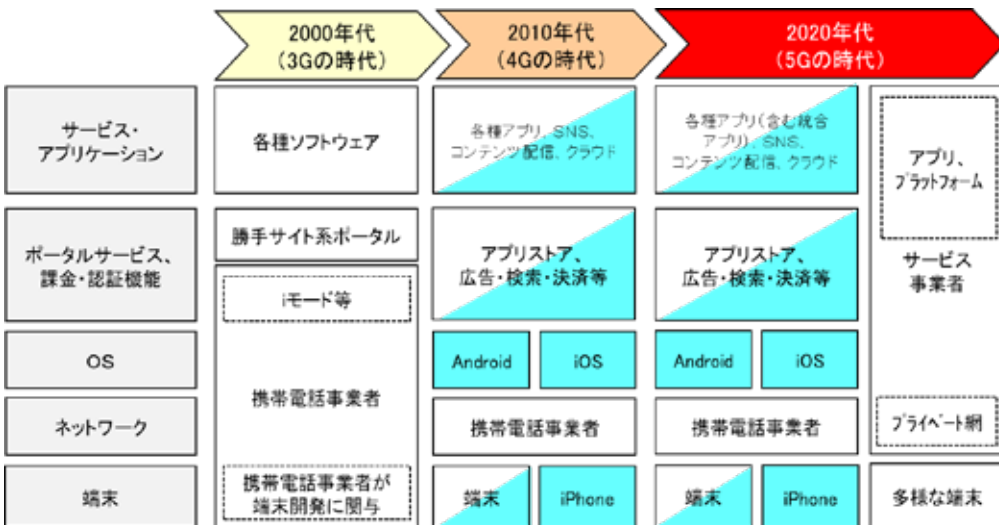 2000年代
(3Gの時代)
2010年代
(4Gの時代)
2020年代
(5Gの時代)
サービス・
アプリケーション
各種ソフトウェア
各種アプリ、SNS、
コンテンツ配信、クラウド
各種アプリ(含む統合
アプリ)、SNS、
コンテンツ配信、クラウド
アプリ、
プラットフォーム
ポータルサービス、
課金・認証機能
勝手サイト系ポータル
iモード等
アプリストア、
広告・検索・決済等
アプリストア、
広告・検索・決済等
サービス
事業者
OS
携帯電話事業者
Android
iOS
Android
iOS
ネットワーク
携帯電話事業者
携帯電話事業者
プライベート網
端末
携帯電話事業者が
端末開発に関与
端末
iPhone
端末
iPhone
多様な端末